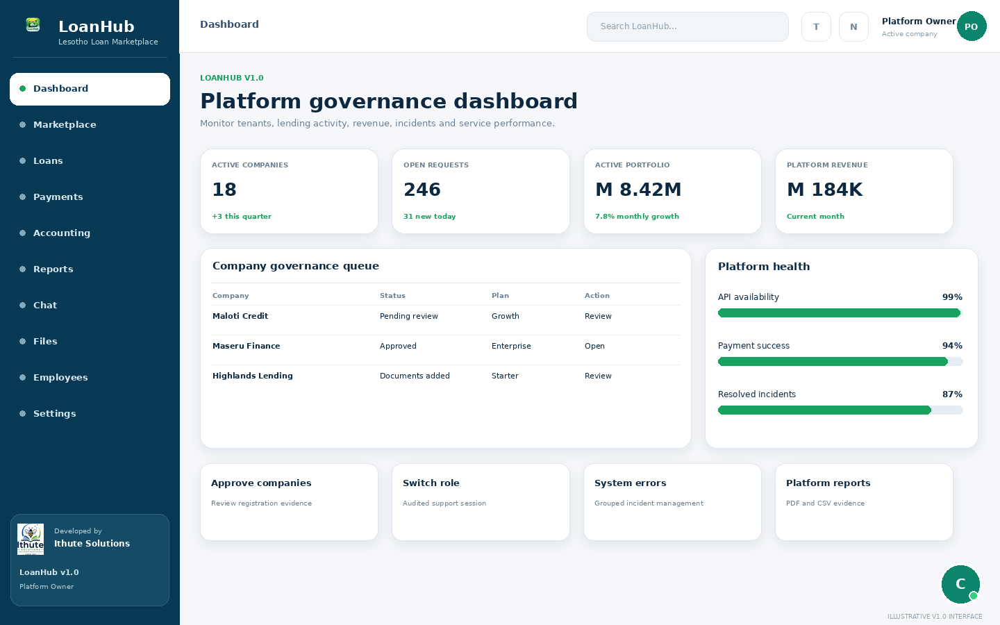 LoanHub
Lesotho Loan Marketplace
Dashboard
Marketplace
Loans
Payments
Accounting
Reports
Chat
Files
Employees
Settings
Ithute
SOLUTIONS
Developed by
Ithute Solutions
LoanHub v1.0
Platform Owner
Dashboard
Search LoanHub...
T
N
Platform Owner
Active company
PO
LOANHUB V1.0
Platform governance dashboard
Monitor tenants, lending activity, revenue, incidents and service performance.
ACTIVE COMPANIES
18
+3 this quarter
OPEN REQUESTS
246
31 new today
ACTIVE PORTFOLIO
M 8.42M
7.8% monthly growth
PLATFORM REVENUE
M 184K
Current month
Company governance queue
Company Status Plan Action
Maloti Credit Pending review Growth Review
Maseru Finance Approved Enterprise Open
Highlands Lending Documents added Starter Review
Platform health
API availability 99%
Payment success 94%
Resolved incidents 87%
Approve companies
Review registration evidence
Switch role
Audited support session
System errors
Grouped incident management
Platform reports
PDF and CSV evidence
C
ILLUSTRATIVE V1.0 INTERFACE